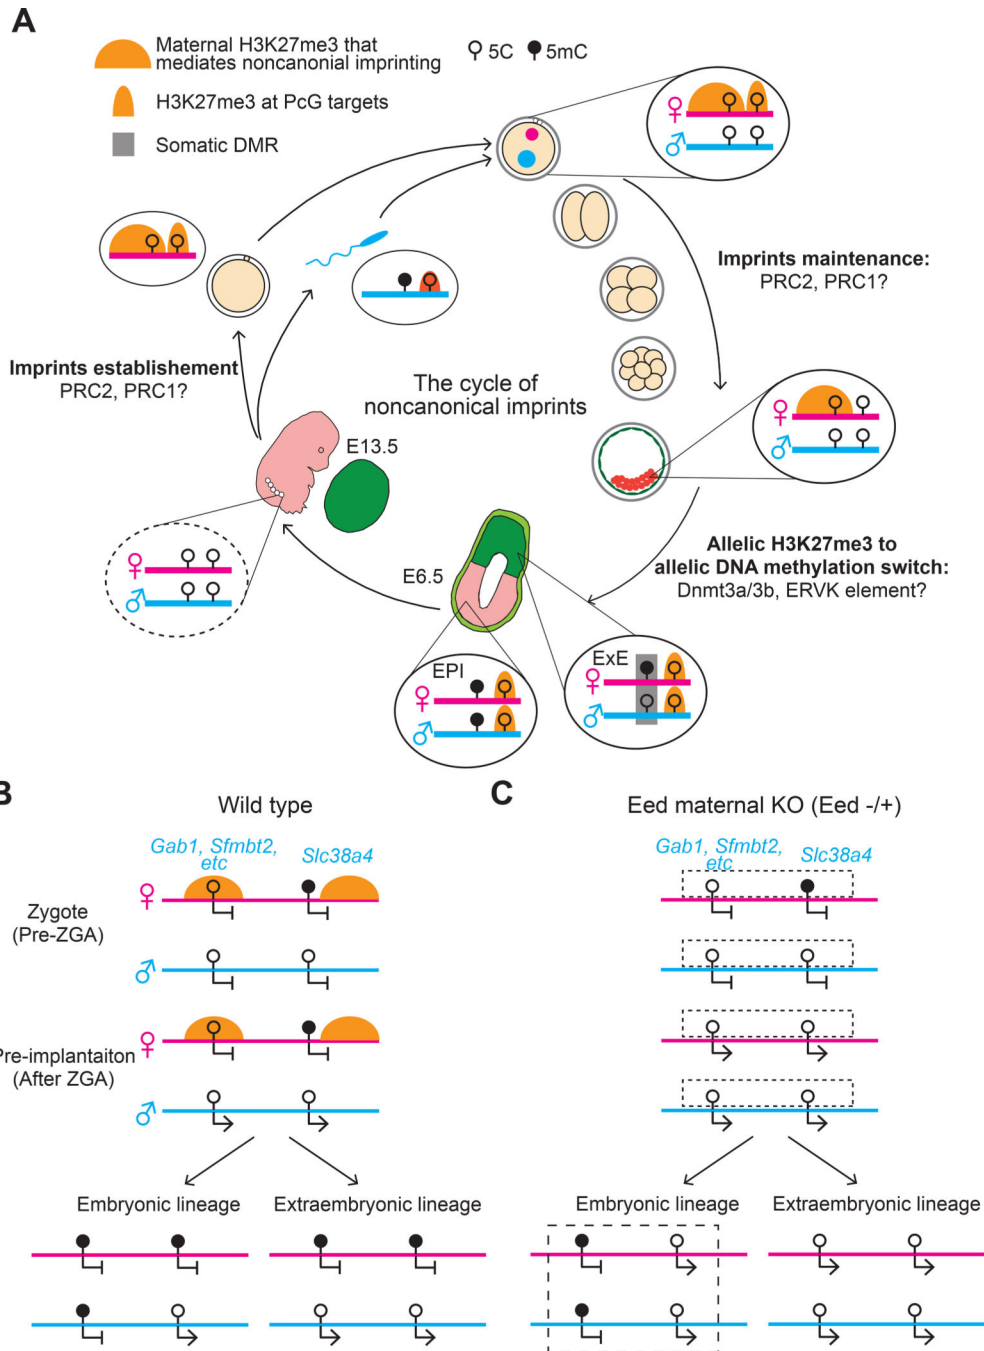 A
Maternal H3K27me3 that
mediates noncanonial imprinting
5C
5mC
H3K27me3 at PcG targets
Somatic DMR
♀
♂
Imprints maintenance:
PRC2, PRC1?
Imprints establishement
PRC2, PRC1?
The cycle of
noncanonical imprints
♀
♂
E13.5
Allelic H3K27me3 to
allelic DNA methylation switch:
Dnmt3a/3b, ERVK element?
♀
♂
E6.5
EPI
♀
♂
ExE
♀
♂
B
Wild type
Gab1, Sfmbt2,
etc
Slc38a4
Zygote
(Pre-ZGA)
♀
♂
Pre-implantaiton
(After ZGA)
♀
♂
Embryonic lineage
Extraembryonic lineage
C
Eed maternal KO (Eed -/+)
Gab1, Sfmbt2,
etc
Slc38a4
Embryonic lineage
Extraembryonic lineage